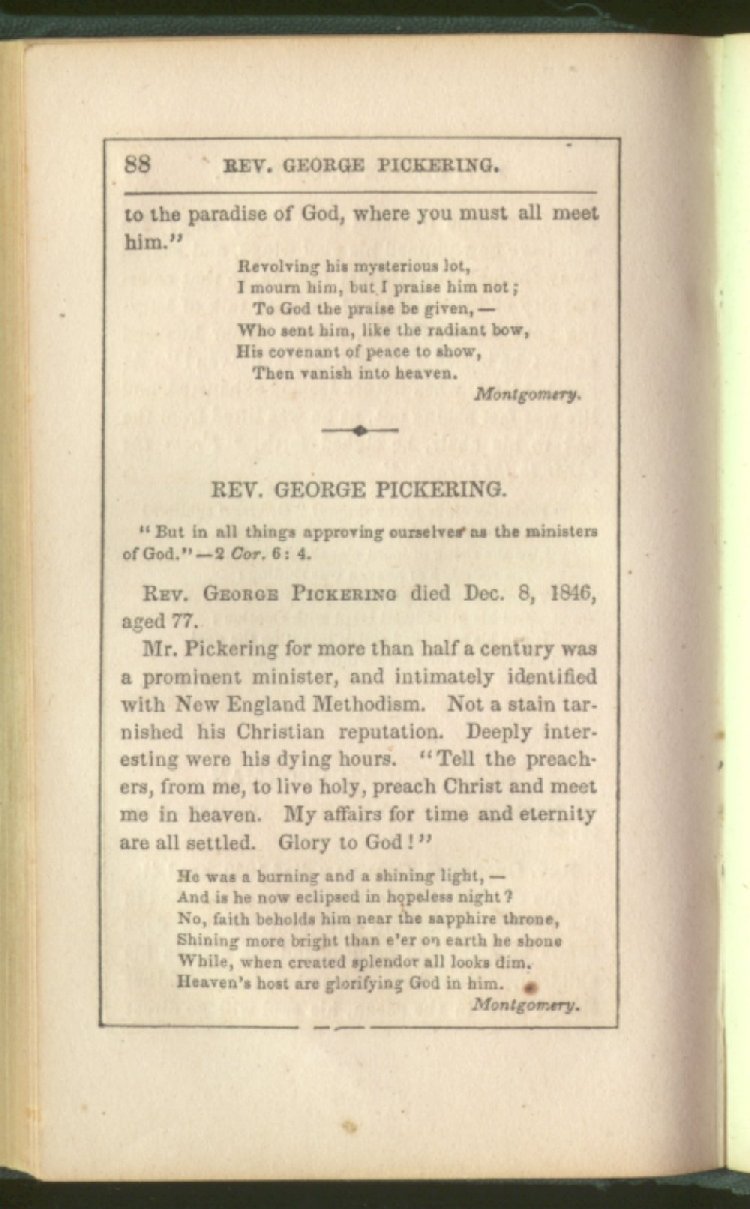 88 REV. GEORGE PICKERING.
to the paradise of God, where you must all meet
him."
Revolving his mysterious lot,
I mourn him, but I praise him not;
To God the praise be given, —
Who sent him, like the radiant bow,
His covenant of peace to show,
Then vanish into heaven.
Montgomery.
REV. GEORGE PICKERING.
"But in all things approving ourselves as the ministers
of God."—2 Cor. 6: 4.
REV. GEORGE PICKERING died Dec. 8, 1846,
aged 77.
Mr. Pickering for more than half a century was
a prominent minister, and intimately identified
with New England Methodism. Not a stain tar-
nished his Christian reputation. Deeply inter-
esting were his dying hours. "Tell the preach-
ers, from me, to live holy, preach Christ and meet
me in heaven. My affairs for time and eternity
are all settled. Glory to God!"
He was a burning and a shining light, —
And is he now eclipsed in hopeless night?
No, faith beholds him near the sapphire throne,
Shining more bright than e'er on earth he shone
While, when created splendor all looks dim.
Heaven's host are glorifying God in him.
Montgomery.